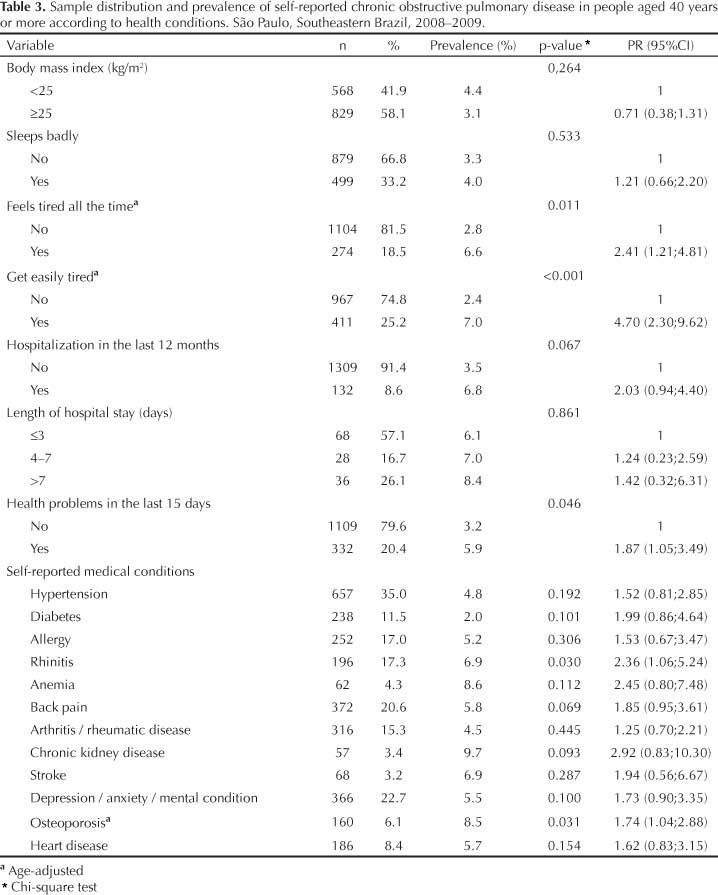 Table 3. Sample distribution and prevalence of self-reported chronic obstructive pulmonary disease in people aged 40 years
or more according to health conditions. São Paulo, Southeastern Brazil, 2008–2009.
Variable n % Prevalence (%) p-value * PR (95%CI)
Body mass index (kg/m²) 0,264
<25 568 41.9 4.4 1
≥25 829 58.1 3.1 0.71 (0.38;1.31)
Sleeps badly 0.533
No 879 66.8 3.3 1
Yes 499 33.2 4.0 1.21 (0.66;2.20)
Feels tired all the timeᵃ 0.011
No 1104 81.5 2.8 1
Yes 274 18.5 6.6 2.41 (1.21;4.81)
Get easily tiredᵃ <0.001
No 967 74.8 2.4 1
Yes 411 25.2 7.0 4.70 (2.30;9.62)
Hospitalization in the last 12 months 0.067
No 1309 91.4 3.5 1
Yes 132 8.6 6.8 2.03 (0.94;4.40)
Length of hospital stay (days) 0.861
≤3 68 57.1 6.1 1
4–7 28 16.7 7.0 1.24 (0.23;2.59)
>7 36 26.1 8.4 1.42 (0.32;6.31)
Health problems in the last 15 days 0.046
No 1109 79.6 3.2 1
Yes 332 20.4 5.9 1.87 (1.05;3.49)
Self-reported medical conditions
Hypertension 657 35.0 4.8 0.192 1.52 (0.81;2.85)
Diabetes 238 11.5 2.0 0.101 1.99 (0.86;4.64)
Allergy 252 17.0 5.2 0.306 1.53 (0.67;3.47)
Rhinitis 196 17.3 6.9 0.030 2.36 (1.06;5.24)
Anemia 62 4.3 8.6 0.112 2.45 (0.80;7.48)
Back pain 372 20.6 5.8 0.069 1.85 (0.95;3.61)
Arthritis / rheumatic disease 316 15.3 4.5 0.445 1.25 (0.70;2.21)
Chronic kidney disease 57 3.4 9.7 0.093 2.92 (0.83;10.30)
Stroke 68 3.2 6.9 0.287 1.94 (0.56;6.67)
Depression / anxiety / mental condition 366 22.7 5.5 0.100 1.73 (0.90;3.35)
Osteoporosisᵃ 160 6.1 8.5 0.031 1.74 (1.04;2.88)
Heart disease 186 8.4 5.7 0.154 1.62 (0.83;3.15)
ᵃ Age-adjusted
* Chi-square test